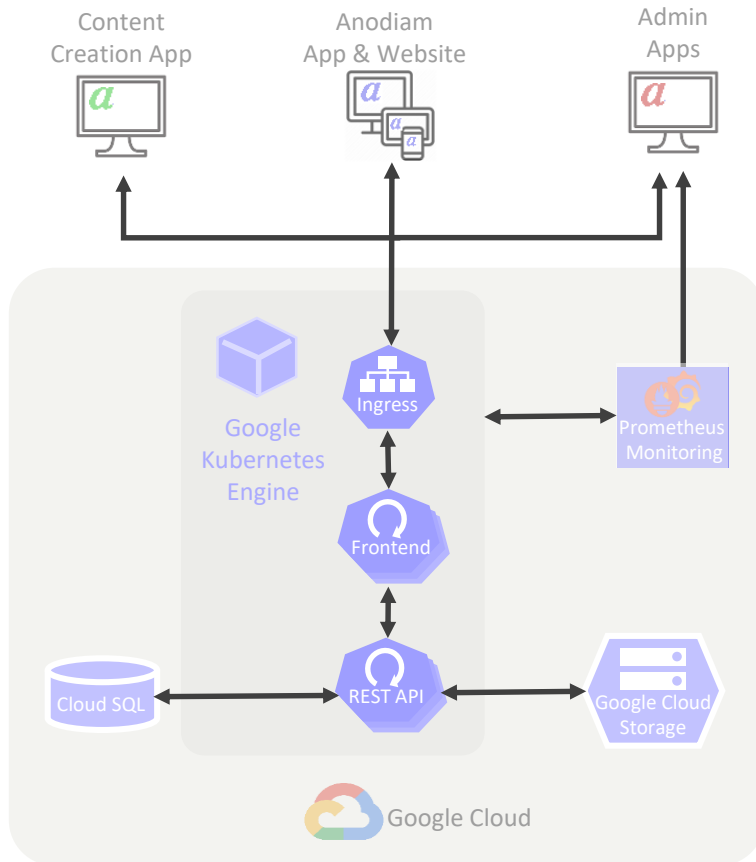 Content
Creation App
Anodiam
App & Website
Admin
Apps
a
a
a
a
a
Ingress
Google
Kubernetes
Engine
Prometheus
Monitoring
Frontend
Cloud SQL
REST API
Google Cloud
Storage
Google Cloud